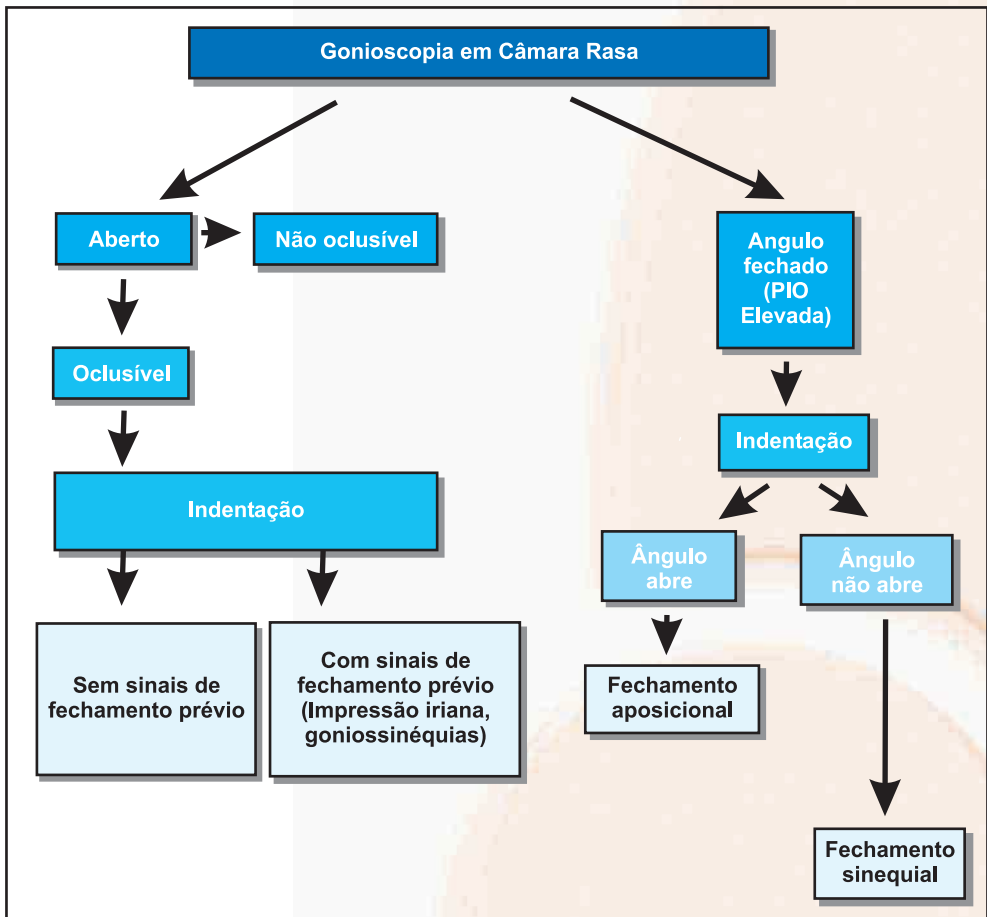 Gonioscopia em Câmara Rasa
Aberto
Não oclusível
Oclusível
Indentação
Sem sinais de
fechamento prévio
Com sinais de
fechamento prévio
(Impressão iriana,
goniossinéquias)
Angulo
fechado
(PIO
Elevada)
Indentação
Ângulo
abre
Ângulo
não abre
Fechamento
aposicional
Fechamento
sinequial